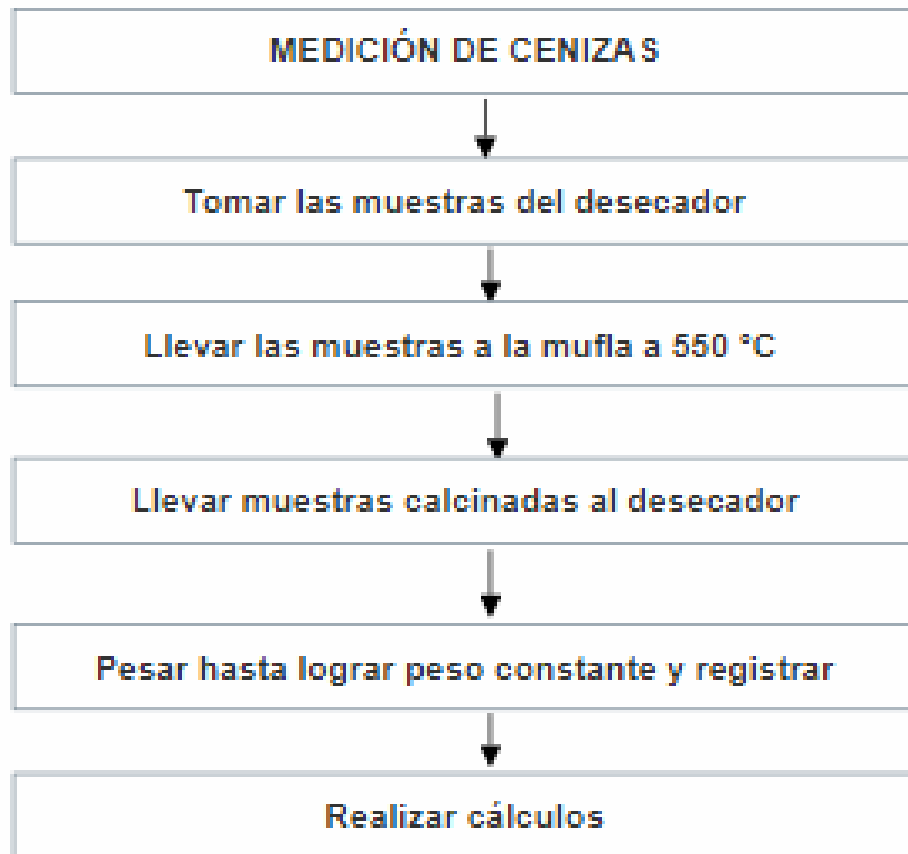 MEDICIÓN DE CENIZAS
Tomar las muestras del desecador
Llevar las muestras a la mufla a 550 °C
Llevar muestras calcinadas al desecador
Pesar hasta lograr peso constante y registrar
Realizar cálculos